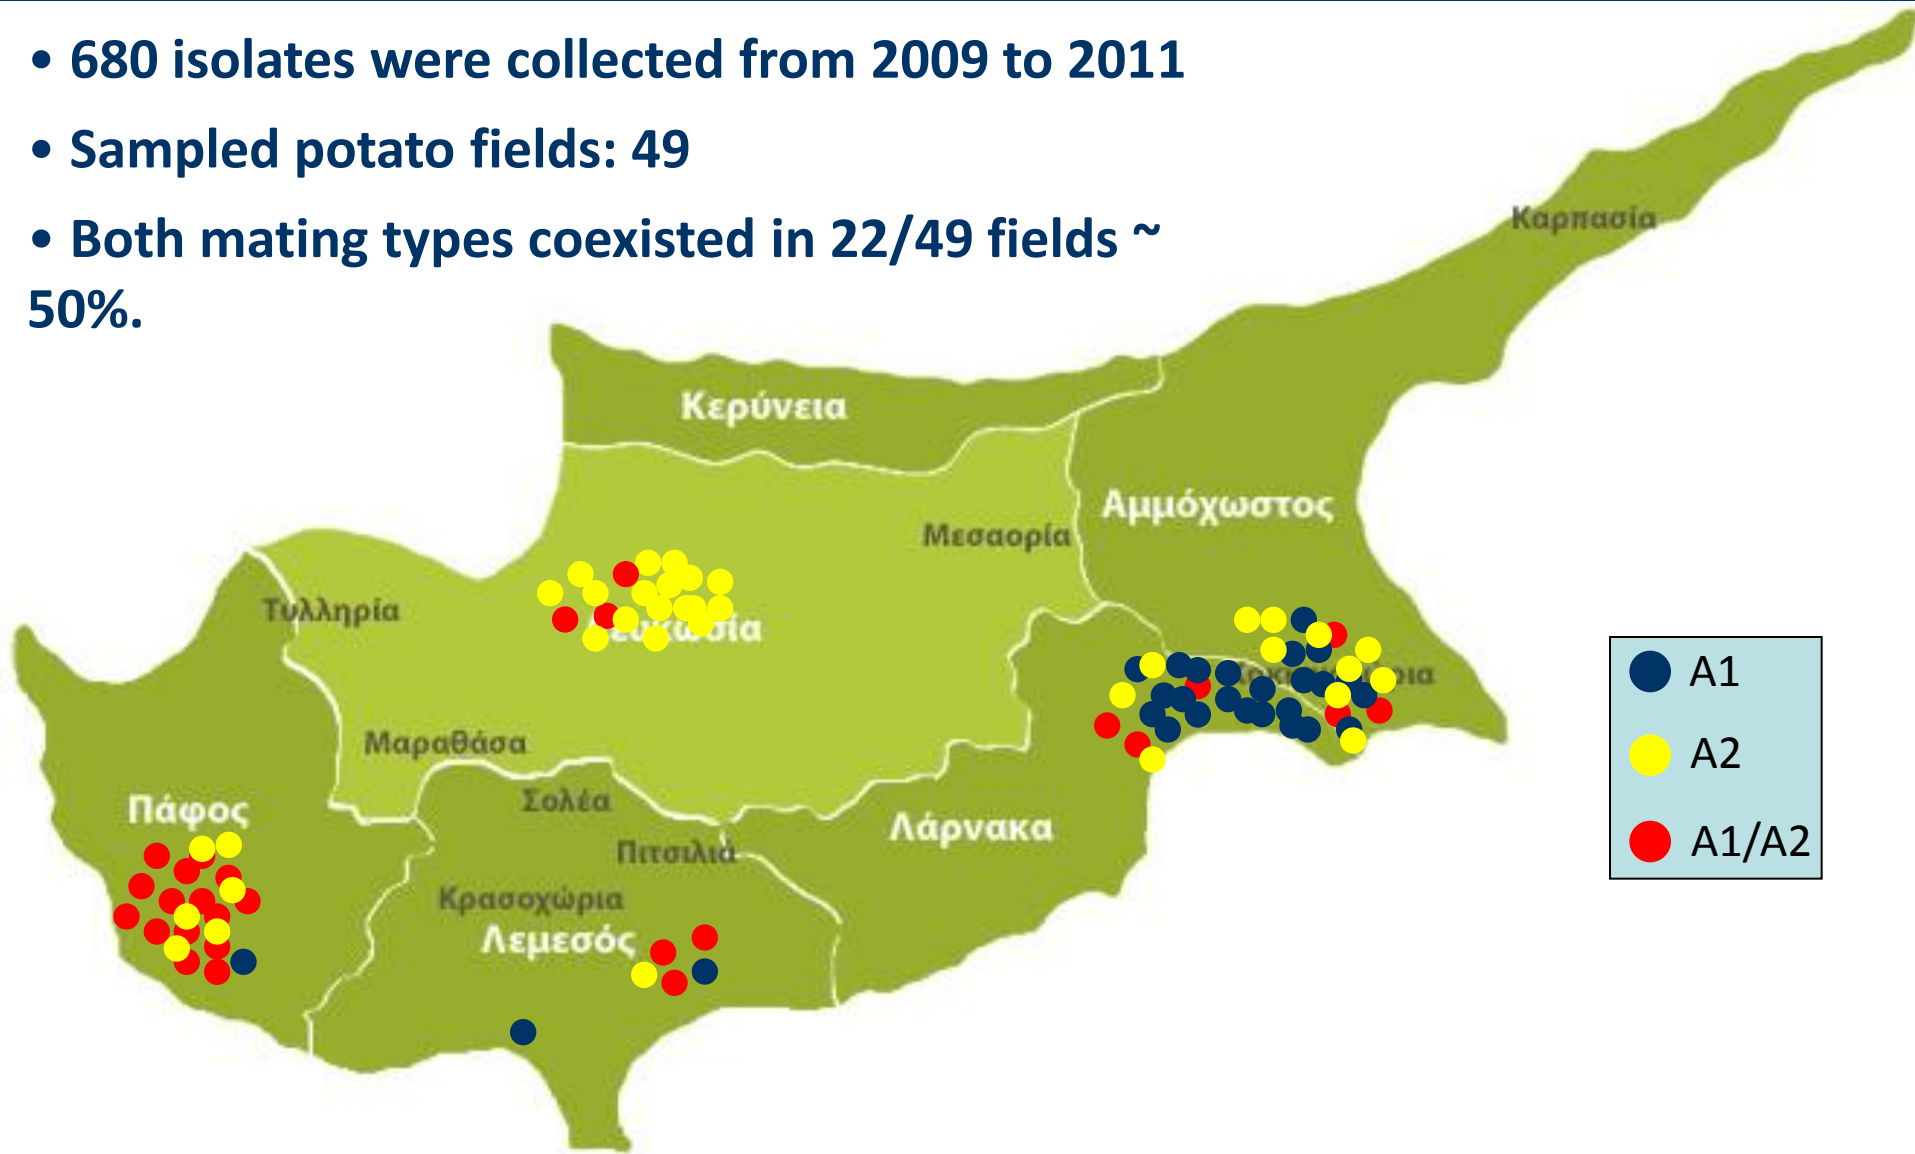 • 680 isolates were collected from 2009 to 2011
• Sampled potato fields: 49
• Both mating types coexisted in 22/49 fields ~
50%.
Καρπασία
Κερύνεια
Αμμόχωστος
Μεσαορία
Τυλληρία
Μαραθάσα
Σολέα
Πάφος
Λάρνακα
Πιτσιλιά
Κρασοχώρια
Λεμεσός
A1
A2
A1/A2